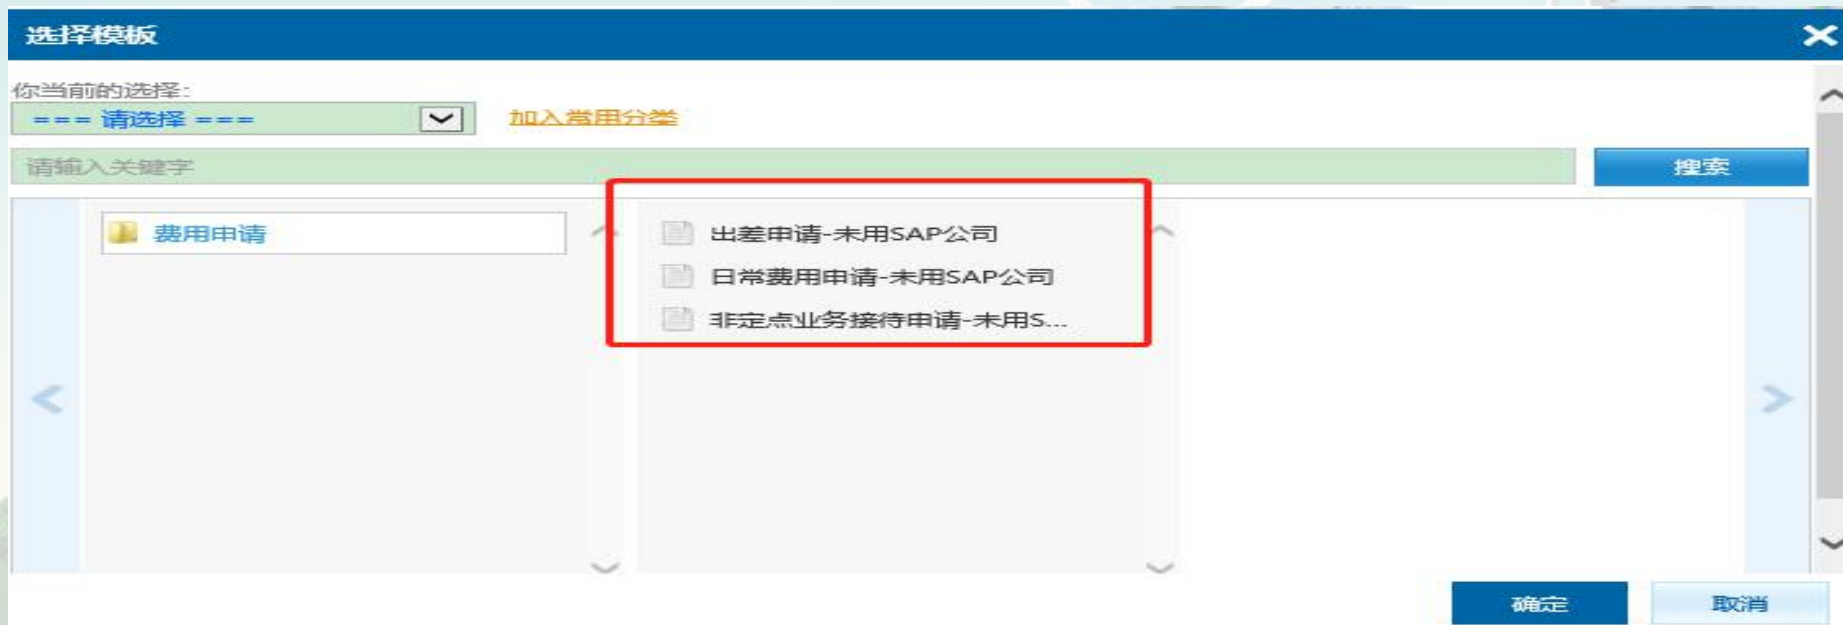 选择模板
你当前的选择:
=== 请选择 ===
加入常用分类
请输入关键字
搜索
费用申请
出差申请-未用SAP公司
日常费用申请-未用SAP公司
非定点业务接待申请-未用S...
确定
取消